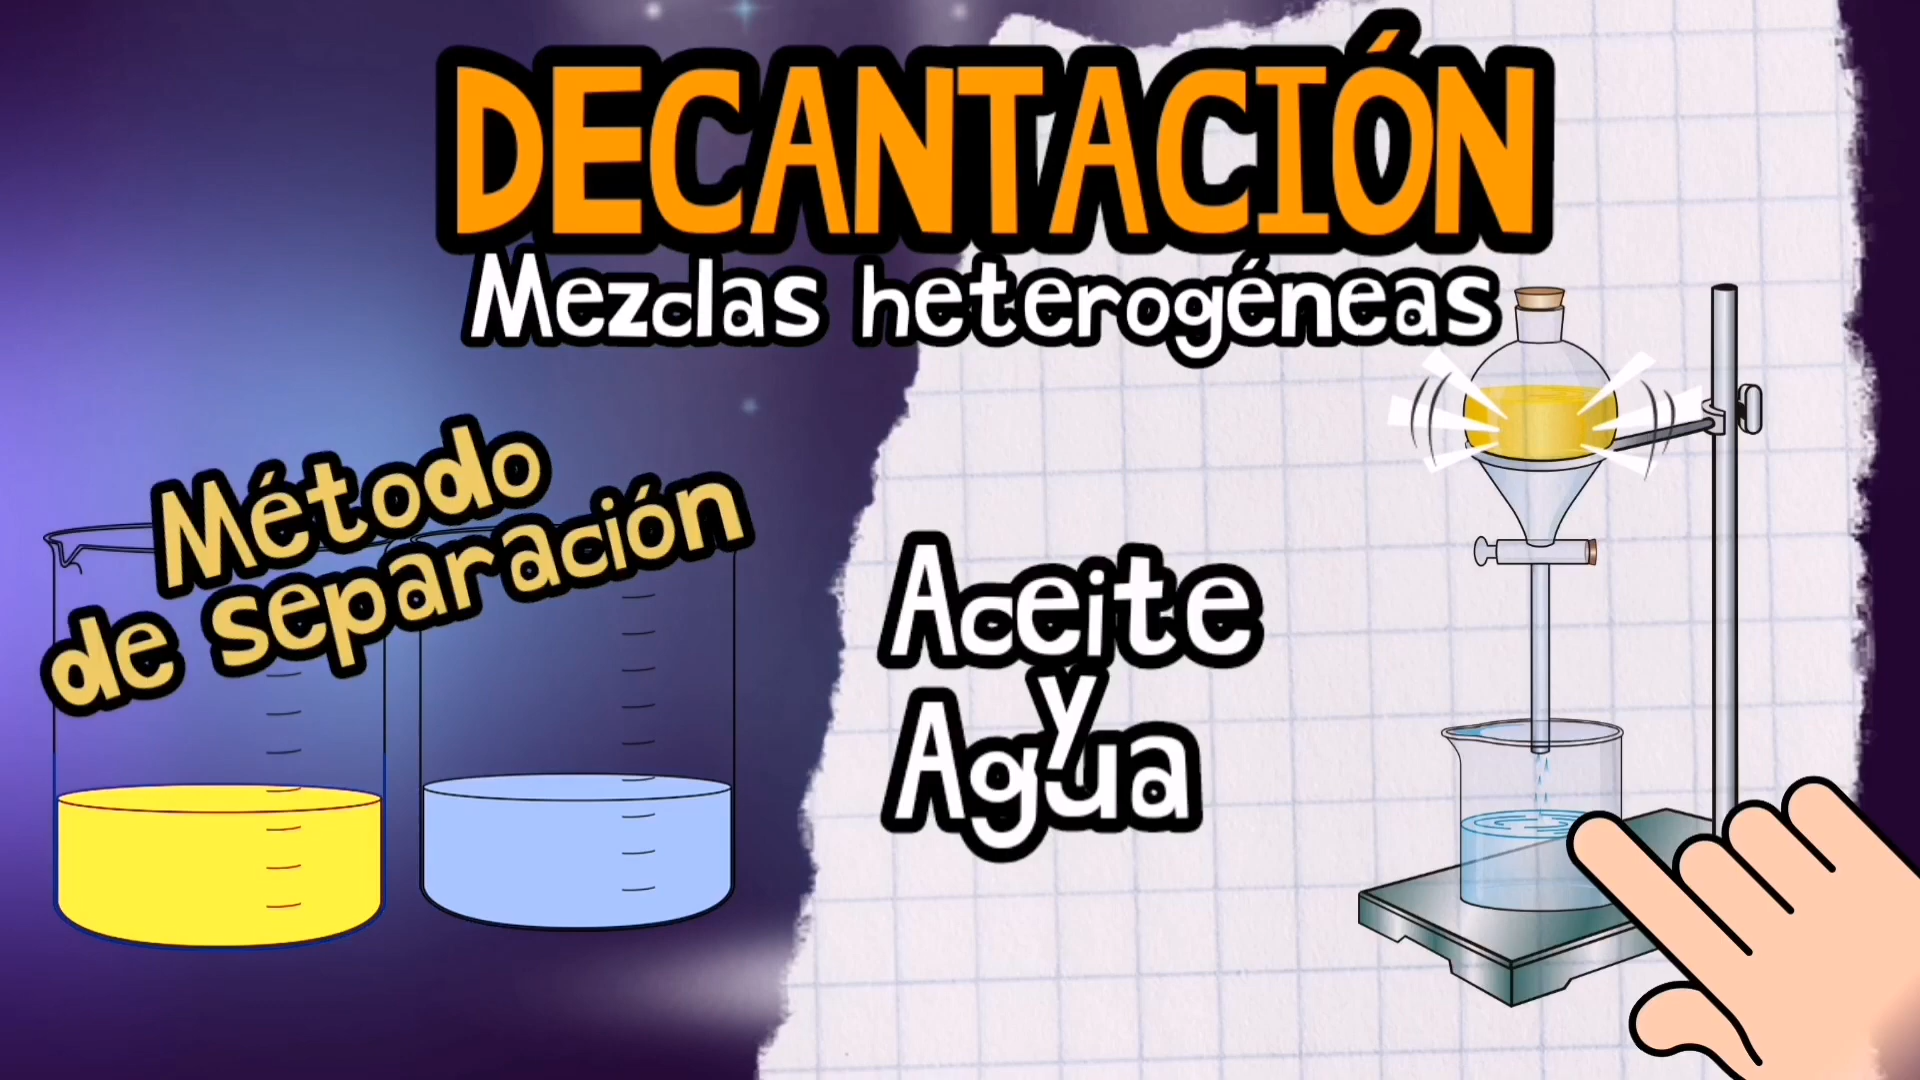 DECANTACIÓN
Mezclas heterogéneas
Método
de separación
Aceite
y
Agua